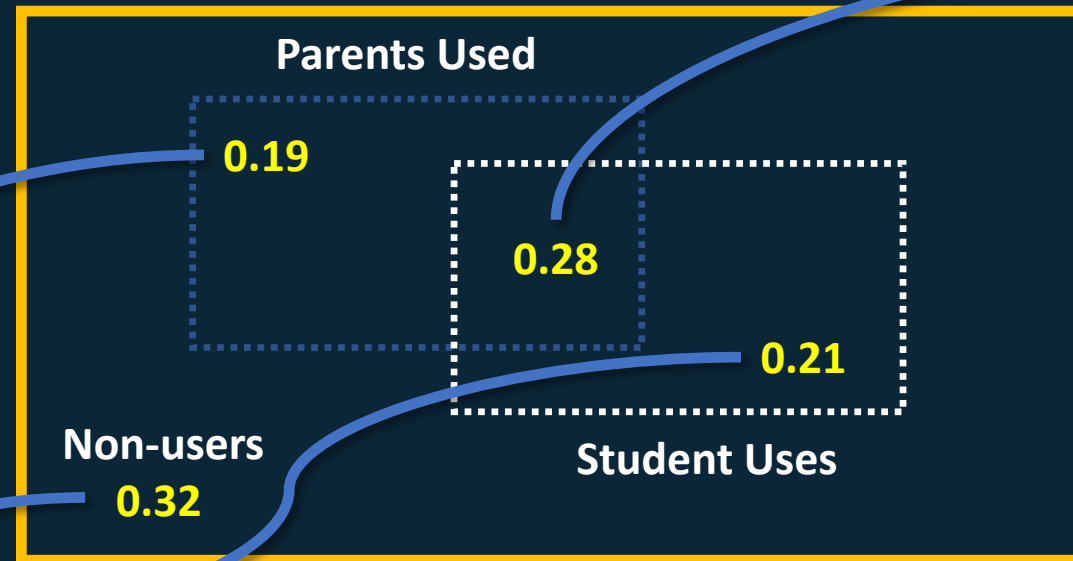 Parents Used
0.19
0.28
0.21
Non-users
0.32
Student Uses